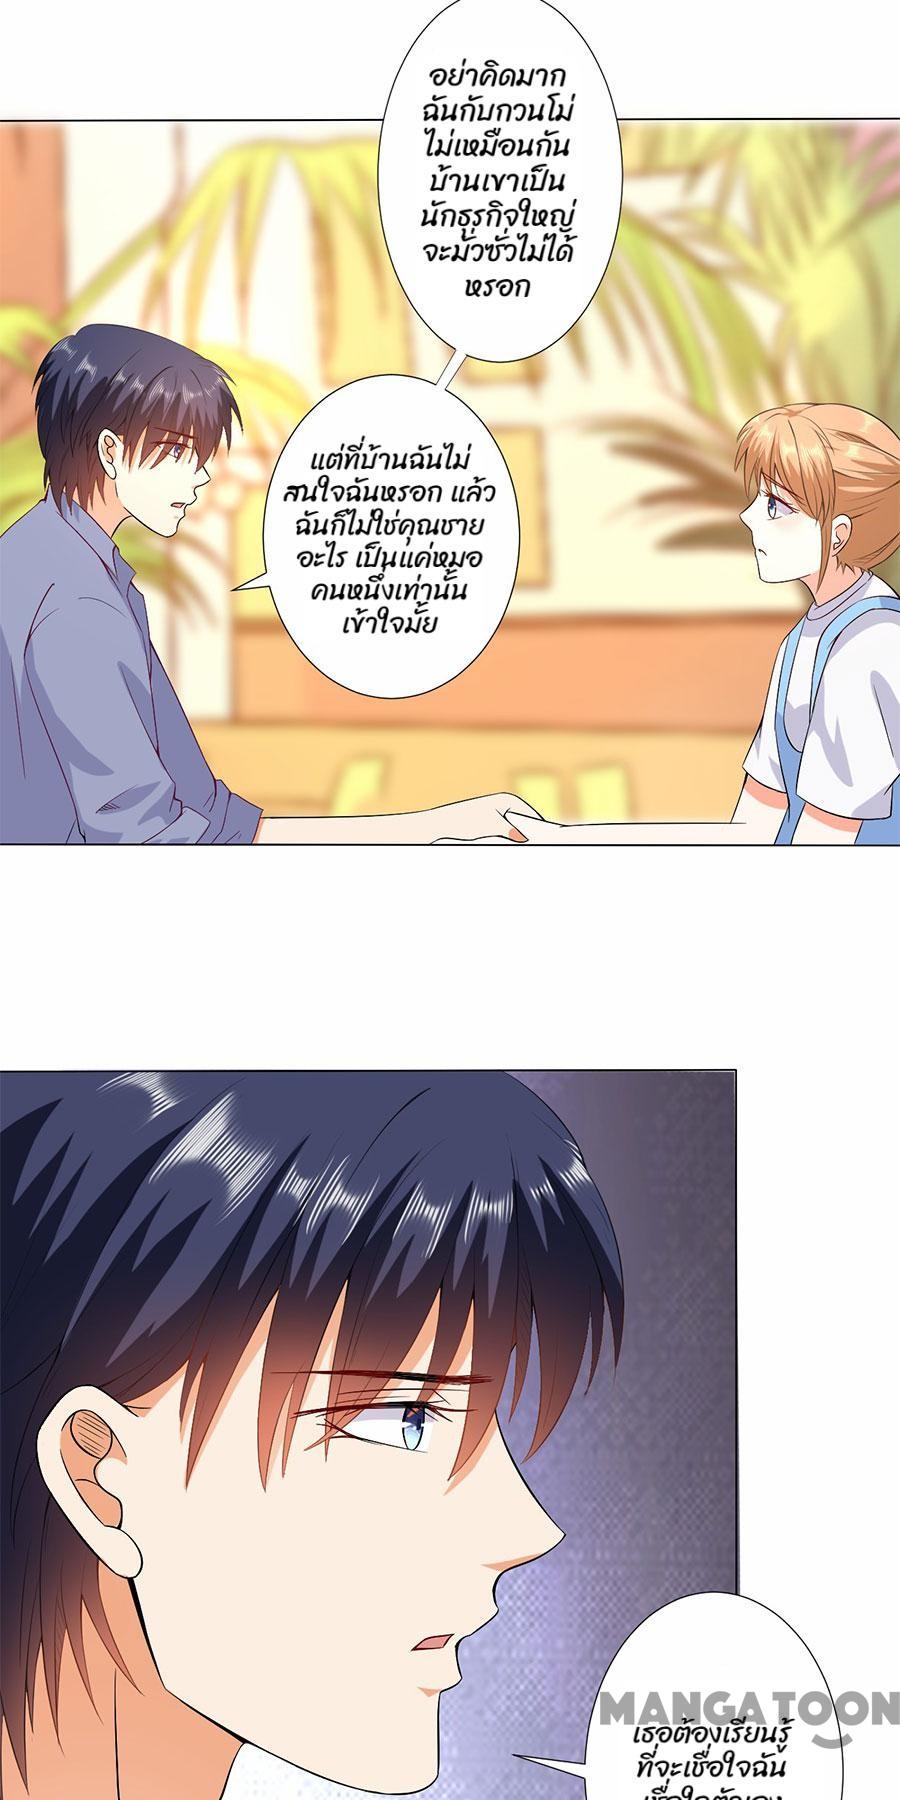 อย่าคิดมาก
ฉันกับกวนโม่
ไม่เหมือนกัน
บ้านเขาเป็น
นักธุรกิจใหญ่
จะมั่วซั่วไม่ได้
หรอก
แต่ที่บ้านฉันไม่
สนใจฉันหรอก แล้ว
ฉันก็ไม่ใช่คุณชาย
อะไร เป็นแค่หมอ
คนหนึ่งเท่านั้น
เข้าใจมั้ย
MANGATOON
เธอต้องเรียนรู้
ที่จะเชื่อใจฉัน